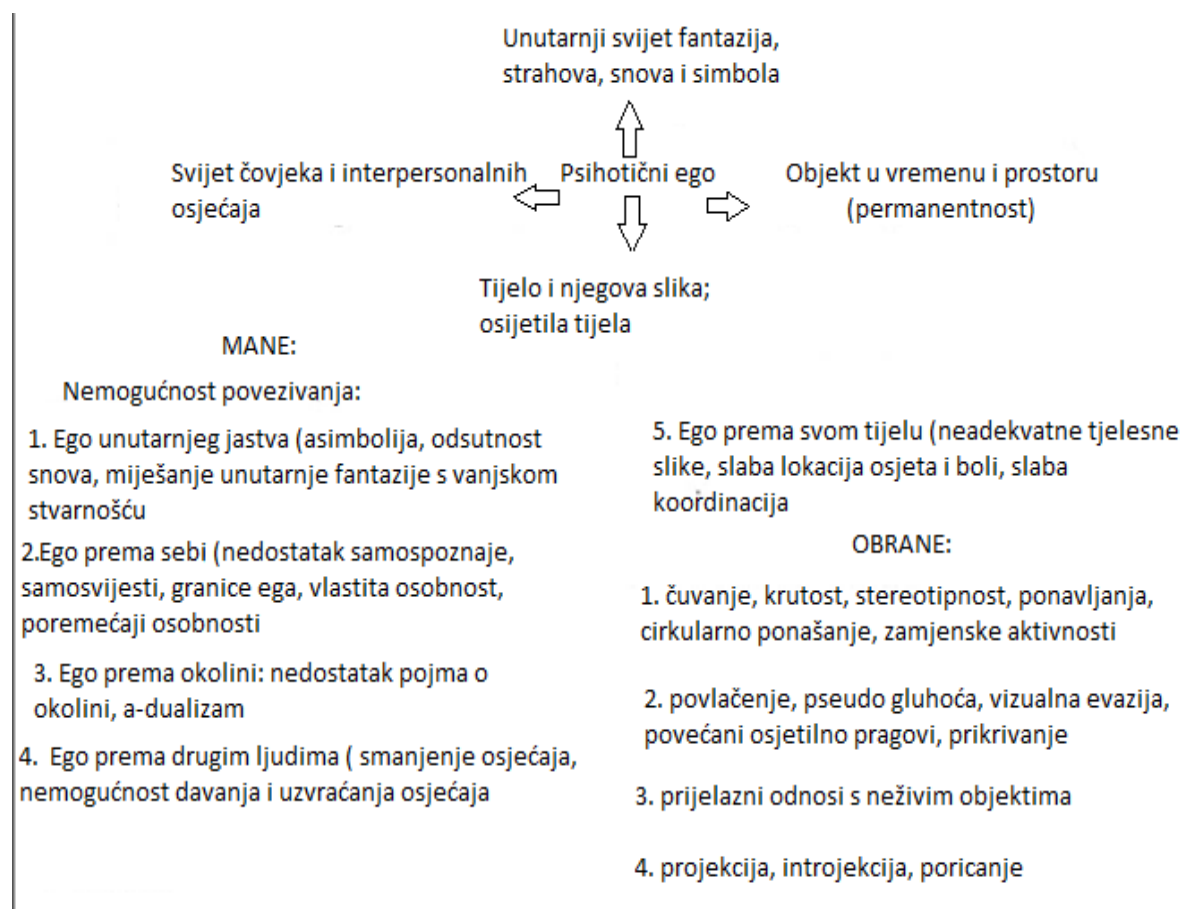 Unutarnji svijet fantazija,
strahova, snova i simbola
Svijet čovjeka i interpersonalnih
osjećaja
Psihotični ego
Objekt u vremenu i prostoru
(permanentnost)
Tijelo i njegova slika;
osijetila tijela
MANE:
Nemogućnost povezivanja:
1. Ego unutarnjeg jastva (asimbolija, odsutnost
snova, miješanje unutarnje fantazije s vanjskom
stvarnošću
2.Ego prema sebi (nedostatak samospoznaje,
samosvijesti, granice ega, vlastita osobnost,
poremećaji osobnosti
3. Ego prema okolini: nedostatak pojma o
okolini, a-dualizam
4. Ego prema drugim ljudima ( smanjenje osjećaja,
nemogućnost davanja i uzvraćanja osjećaja
5. Ego prema svom tijelu (neadekvatne tjelesne
slike, slaba lokacija osjeta i boli, slaba
koordinacija
OBRANE:
1. čuvanje, krutost, stereotipnost, ponavljanja,
cirkularno ponašanje, zamjenske aktivnosti
2. povlačenje, pseudo gluhoća, vizualna evazija,
povećani osjetilno pragovi, prikrivanje
3. prijelazni odnosi s neživim objektima
4. projekcija, introjekcija, poricanje